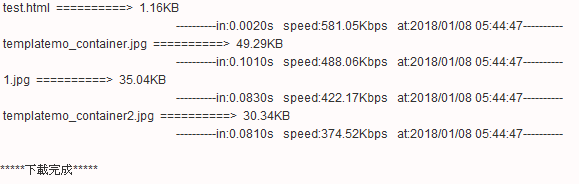 test.html ==========> 1.16KB
----------in:0.0020s speed:581.05Kbps at:2018/01/08 05:44:47----------
templatemo_container.jpg ==========> 49.29KB
----------in:0.1010s speed:488.06Kbps at:2018/01/08 05:44:47----------
1.jpg ==========> 35.04KB
----------in:0.0830s speed:422.17Kbps at:2018/01/08 05:44:47----------
templatemo_container2.jpg ==========> 30.34KB
----------in:0.0810s speed:374.52Kbps at:2018/01/08 05:44:47----------
*****下載完成*****